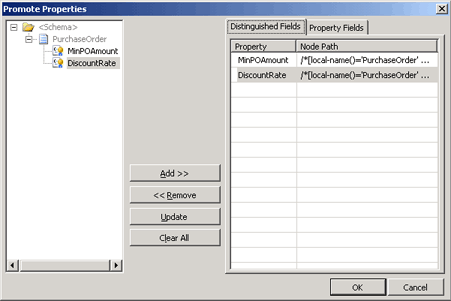 Promote Properties
<Schema>
PurchaseOrder
MinPOAmount
DiscountRate
Add >>
<< Remove
Update
Clear All
Distinguished Fields
Property Fields
Property Node Path
MinPOAmount /*[local-name()='PurchaseOrder' ...
DiscountRate /*[local-name()='PurchaseOrder' ...
OK
Cancel